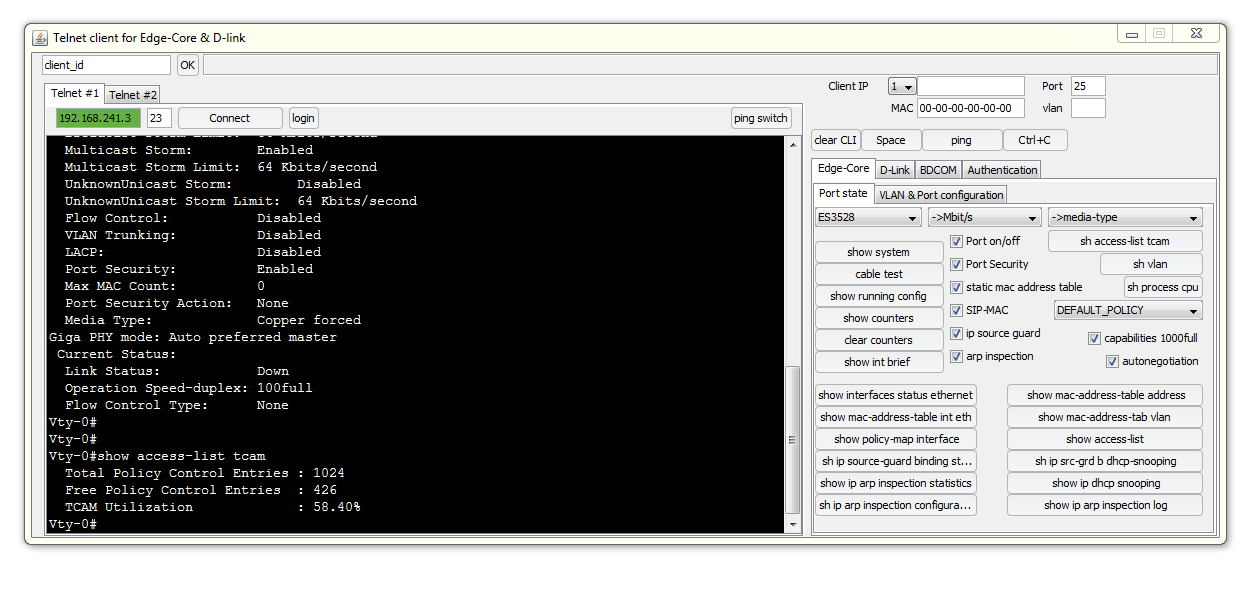 Telnet client for Edge-Core & D-link
client_id OK
Telnet #1 Telnet #2
192.168.241.3 23 Connect login ping switch
Multicast Storm: Enabled
Multicast Storm Limit: 64 Kbits/second
UnknownUnicast Storm: Disabled
UnknownUnicast Storm Limit: 64 Kbits/second
Flow Control: Disabled
VLAN Trunking: Disabled
LACP: Disabled
Port Security: Enabled
Max MAC Count: 0
Port Security Action: None
Media Type: Copper forced
Giga PHY mode: Auto preferred master
Current Status:
Link Status: Down
Operation Speed-duplex: 100full
Flow Control Type: None
Vty-0#
Vty-0#
Vty-0#show access-list tcam
Total Policy Control Entries : 1024
Free Policy Control Entries : 426
TCAM Utilization : 58.40%
Vty-0#
Client IP 1 Port 25
MAC 00-00-00-00-00-00 vlan
clear CLI Space ping Ctrl+C
Edge-Core D-Link BDCOM Authentication
Port state VLAN & Port configuration
ES3528 ->Mbit/s ->media-type
show system
cable test
show running config
show counters
clear counters
show int brief
Port on/off
Port Security
static mac address table
SIP-MAC
ip source guard
arp inspection
sh access-list tcam
sh vlan
sh process cpu
DEFAULT_POLICY
capabilities 1000full
autonegotiation
show interfaces status ethernet
show mac-address-table int eth
show policy-map interface
sh ip source-guard binding st...
show ip arp inspection statistics
sh ip arp inspection configura...
show mac-address-table address
show mac-address-tab vlan
show access-list
sh ip src-grd b dhcp-snooping
show ip dhcp snooping
show ip arp inspection log